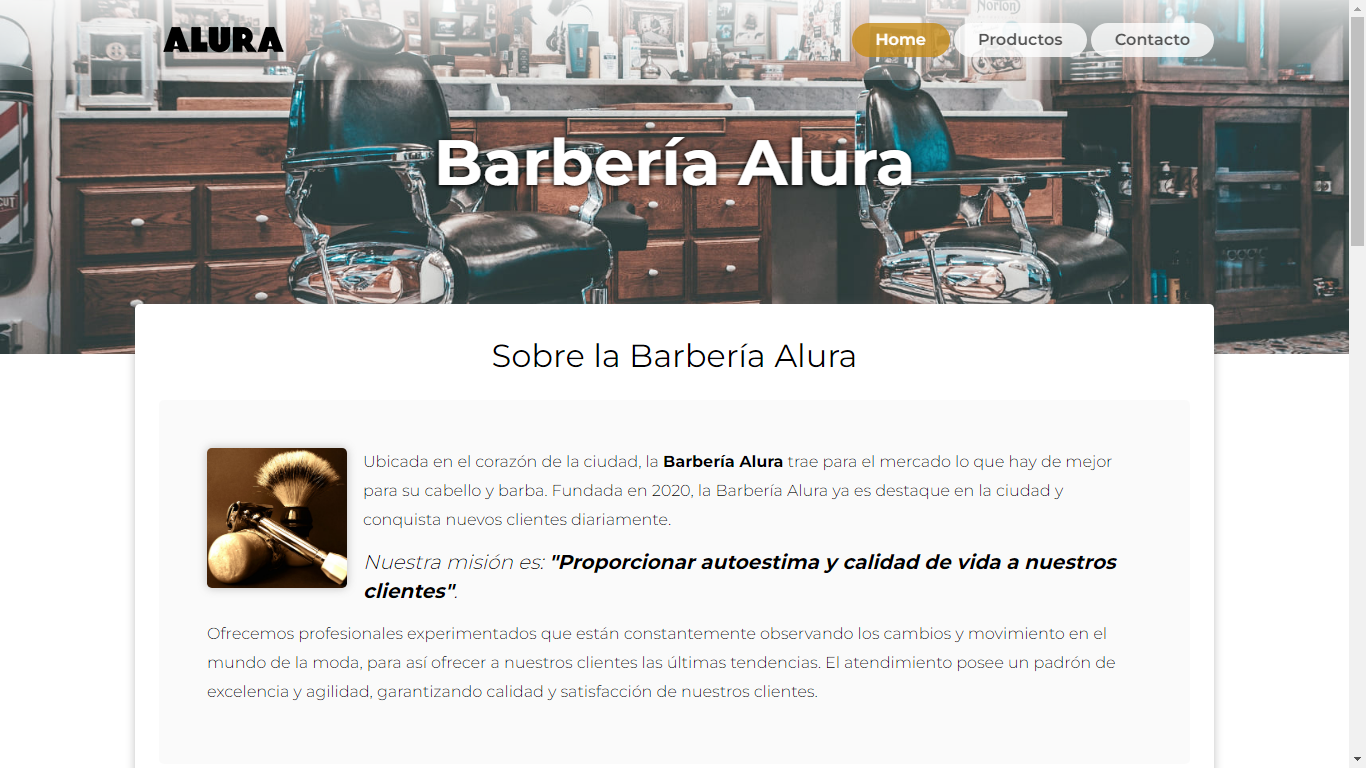 ALURA
Home
Productos
Contacto
Norton
Barbería Alura
Sobre la Barbería Alura
Ubicada en el corazón de la ciudad, la Barbería Alura trae para el mercado lo que hay de mejor
para su cabello y barba. Fundada en 2020, la Barbería Alura ya es destaque en la ciudad y
conquista nuevos clientes diariamente.
Nuestra misión es: "Proporcionar autoestima y calidad de vida a nuestros
clientes".
Ofrecemos profesionales experimentados que están constantemente observando los cambios y movimiento en el
mundo de la moda, para así ofrecer a nuestros clientes las últimas tendencias. El atendimiento posee un padrón de
excelencia y agilidad, garantizando calidad y satisfacción de nuestros clientes.